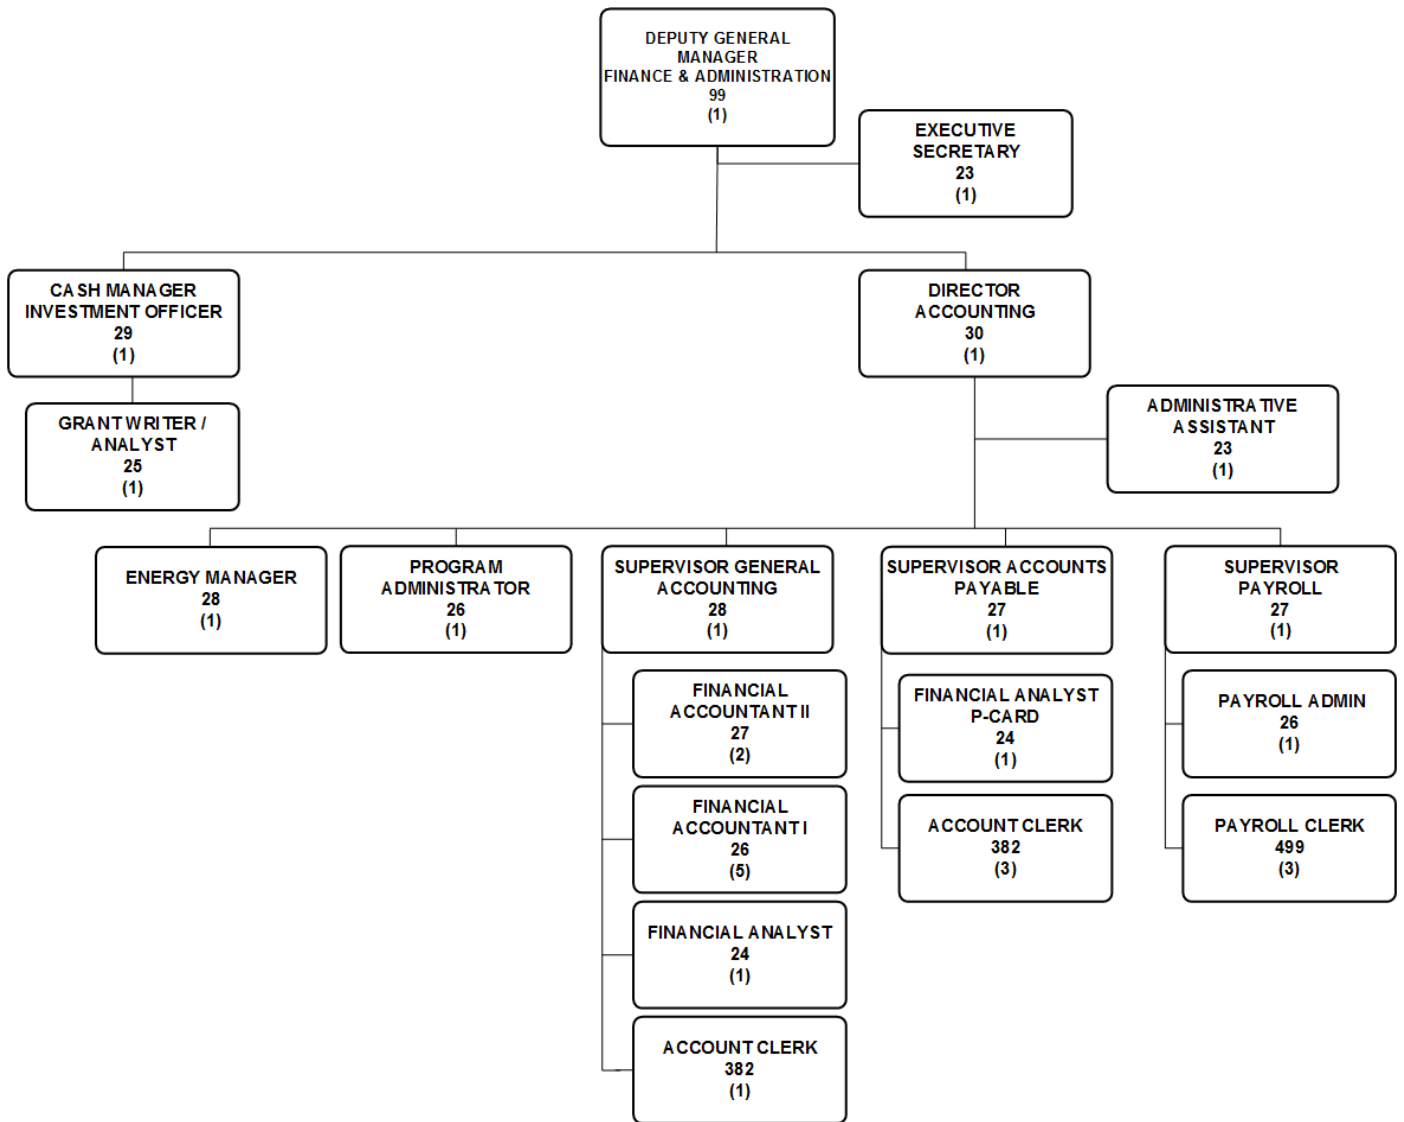 DEPUTY GENERAL
MANAGER
FINANCE & ADMINISTRATION
99
(1)
EXECUTIVE
SECRETARY
23
(1)
CASH MANAGER
INVESTMENT OFFICER
29
(1)
DIRECTOR
ACCOUNTING
30
(1)
GRANT WRITER /
ANALYST
25
(1)
ADMINISTRATIVE
ASSISTANT
23
(1)
ENERGY MANAGER
28
(1)
PROGRAM
ADMINISTRATOR
26
(1)
SUPERVISOR GENERAL
ACCOUNTING
28
(1)
SUPERVISOR ACCOUNTS
PAYABLE
27
(1)
SUPERVISOR
PAYROLL
27
(1)
FINANCIAL
ACCOUNTANT II
27
(2)
FINANCIAL
ACCOUNTANT I
26
(5)
FINANCIAL ANALYST
24
(1)
ACCOUNT CLERK
382
(1)
FINANCIAL ANALYST
P-CARD
24
(1)
ACCOUNT CLERK
382
(3)
PAYROLL ADMIN
26
(1)
PAYROLL CLERK
499
(3)